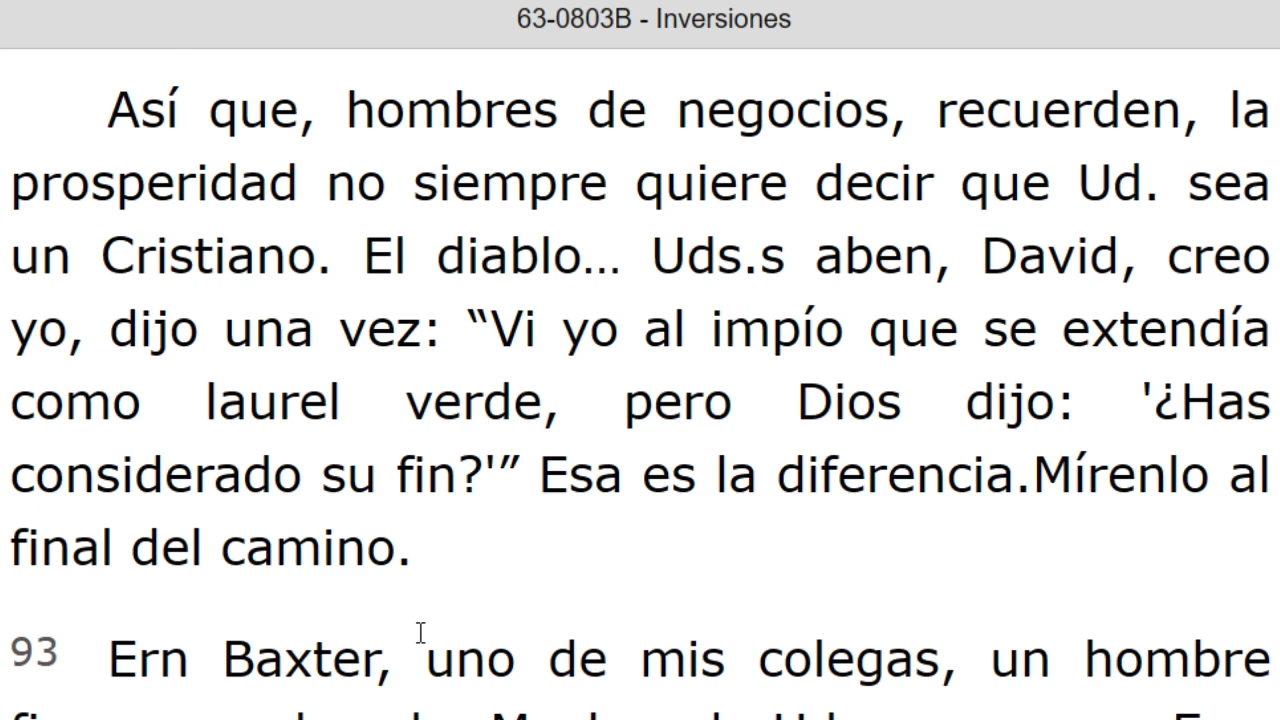 63-0803B - Inversiones
Así que, hombres de negocios, recuerden, la
prosperidad no siempre quiere decir que Ud. sea
un Cristiano. El diablo… Uds.s aben, David, creo
yo, dijo una vez: “Vi yo al impío que se extendía
como laurel verde, pero Dios dijo: '¿Has
considerado su fin?'” Esa es la diferencia.Mírenlo al
final del camino.
93 Ern Baxter, uno de mis colegas, un hombre